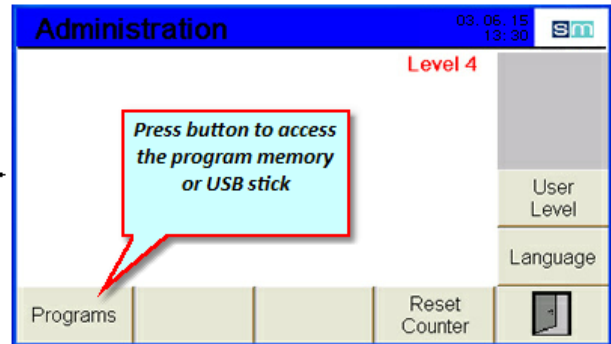 Administration
03. 06. 15
13: 30
sm
Level 4
Press button to access
the program memory
or USB stick
User
Level
Language
Programs
Reset
Counter